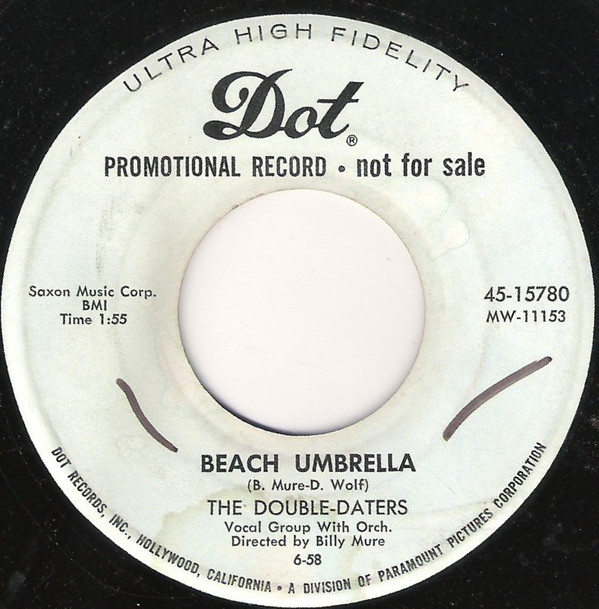 ULTRA HIGH FIDELITY
Dot®
PROMOTIONAL RECORD • not for sale
Saxon Music Corp.
BMI
Time 1:55
45-15780
MW-11153
BEACH UMBRELLA
(B. Mure-D. Wolf)
THE DOUBLE-DATERS
Vocal Group With Orch.
Directed by Billy Mure
6-58
DOT RECORDS, INC., HOLLYWOOD, CALIFORNIA • A DIVISION OF PARAMOUNT PICTURES CORPORATION